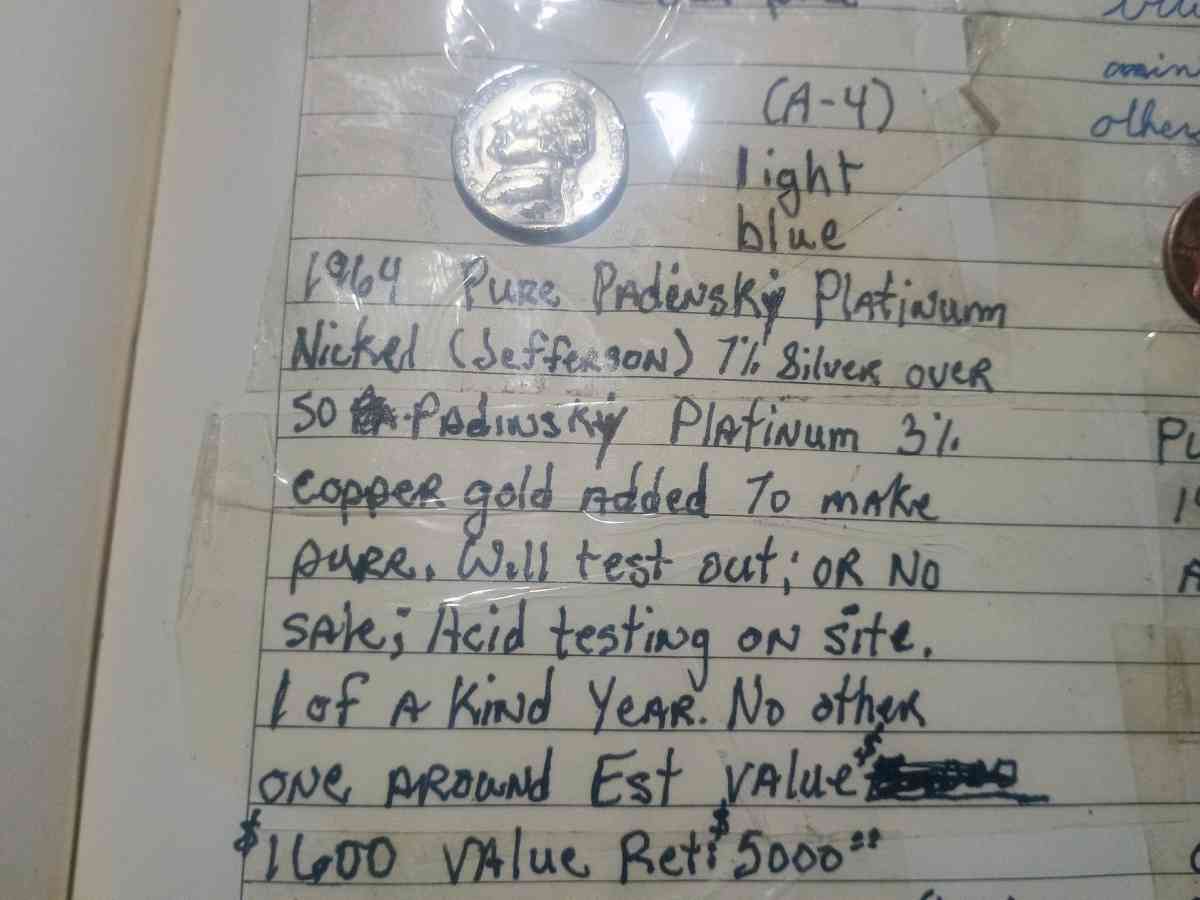 (A-4)
light
blue
1964 Pure Padensky Platinum
Nickel (Jefferson) 7% Silver over
50 Padinsky Platinum 3%
copper gold added to make
pure. Will test out; or no
sale; Acid testing on site.
1 of a kind year. No other
one around Est value $
$1600 value Ret: $5000°°
other
Pu